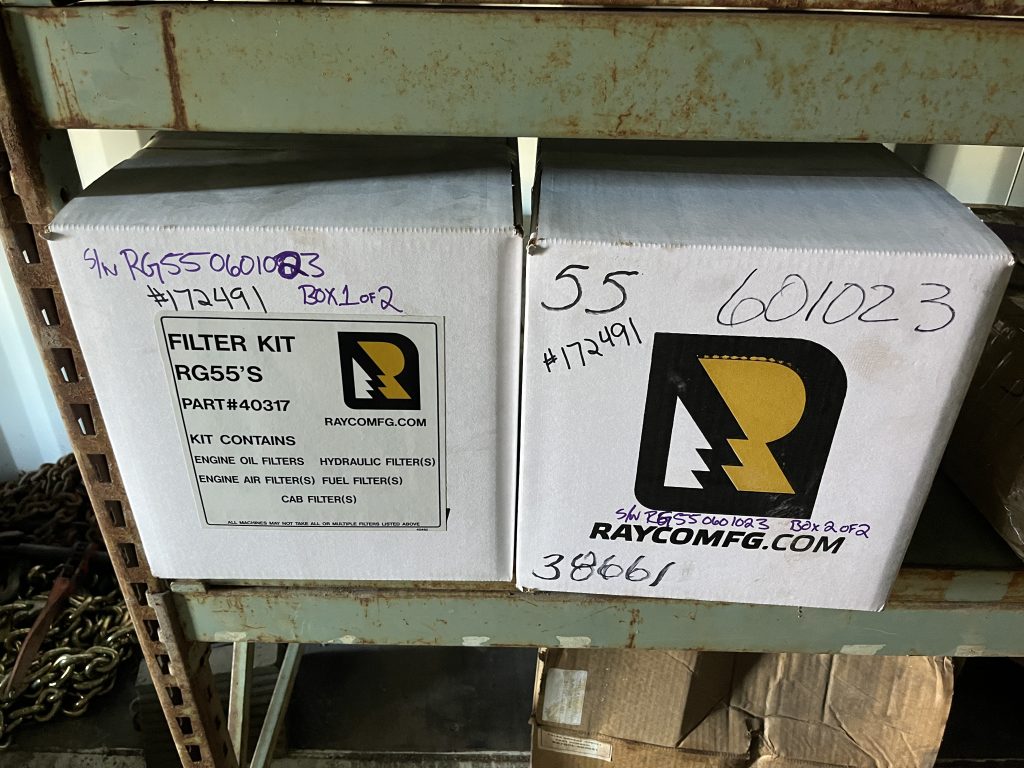 S/N RG550601023
#172491 BOX 1 OF 2
FILTER KIT
RG55'S
PART#40317
R
RAYCOMFG.COM
KIT CONTAINS
ENGINE OIL FILTERS HYDRAULIC FILTER(S)
ENGINE AIR FILTER(S) FUEL FILTER(S)
CAB FILTER(S)
ALL MACHINES MAY NOT TAKE ALL OR MULTIPLE FILTERS LISTED ABOVE
55 601023
#172491
R
S/N RG550601023 BOX 2 OF 2
RAYCOMFG.COM
38661